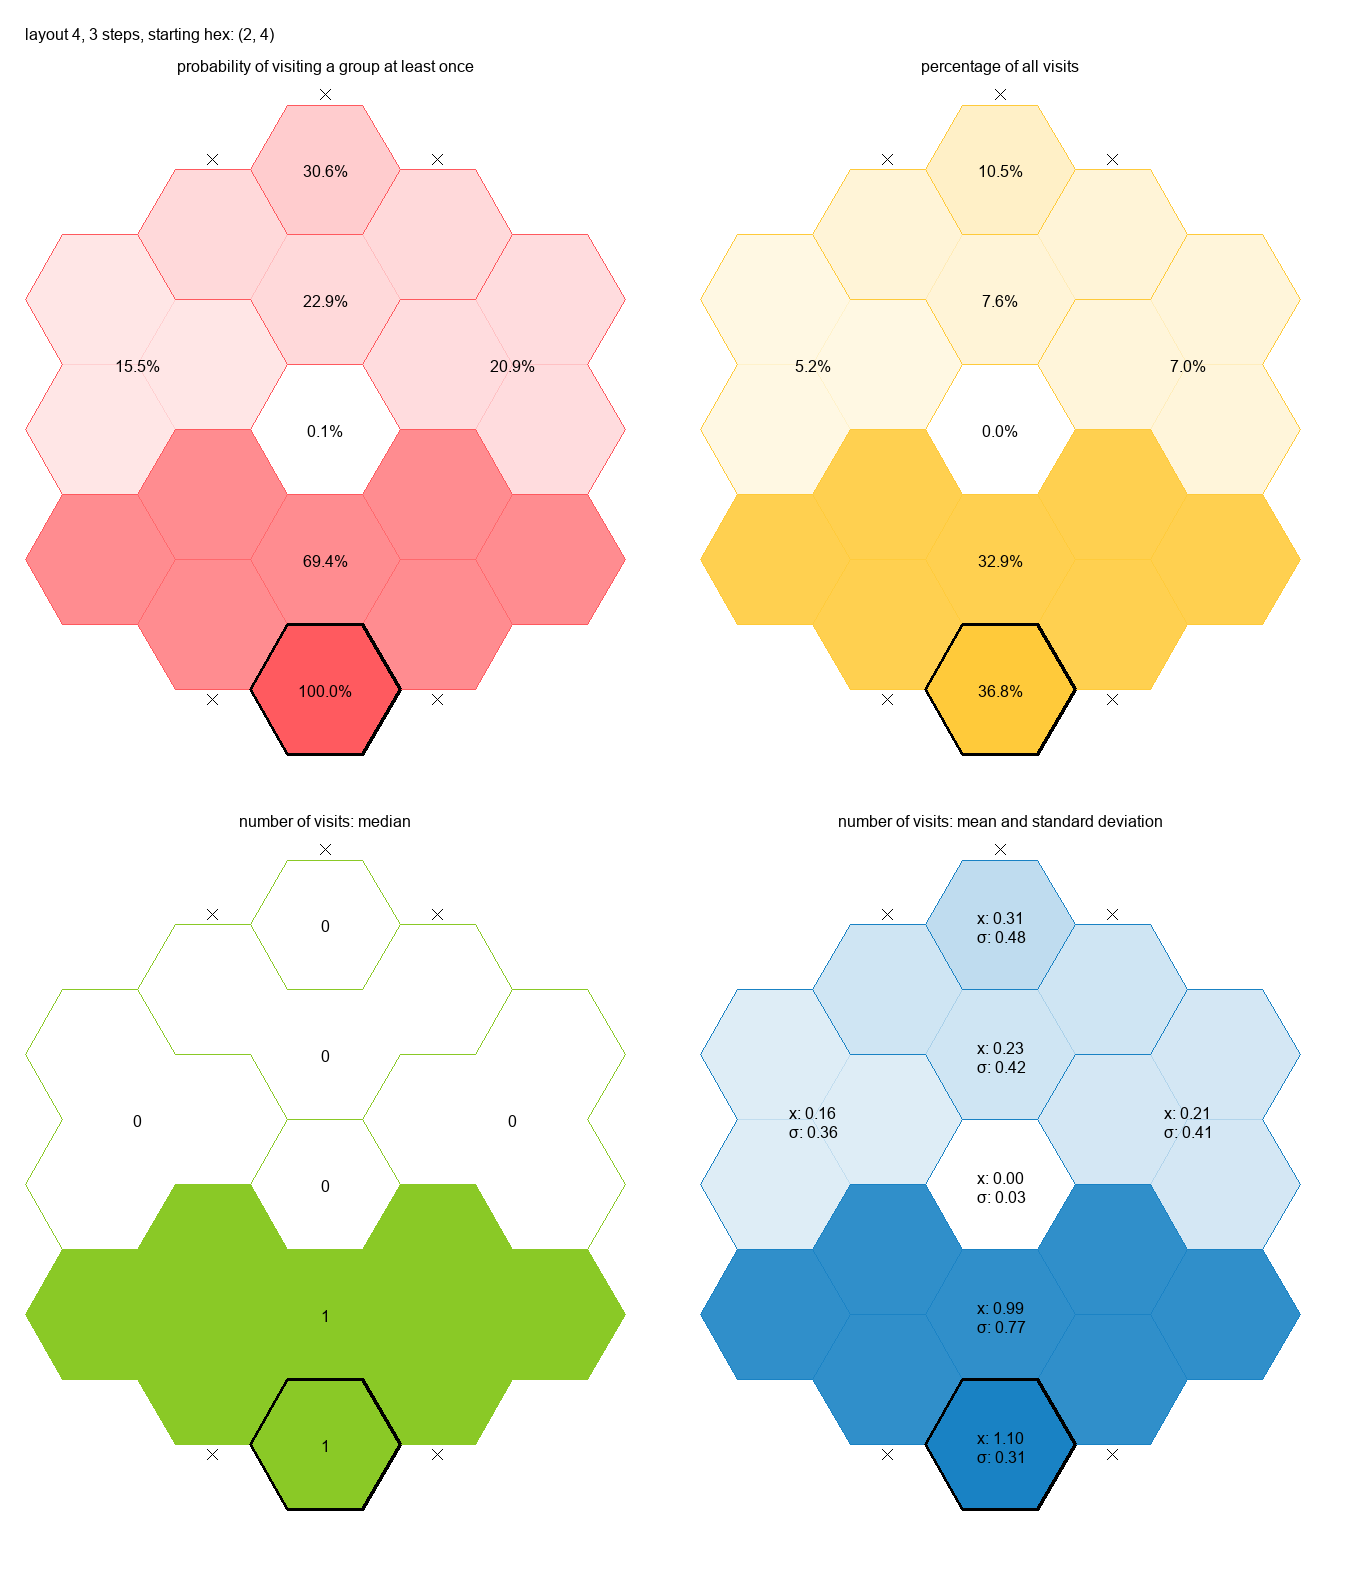 layout 4, 3 steps, starting hex: (2, 4)
probability of visiting a group at least once
30.6%
22.9%
15.5%
20.9%
0.1%
69.4%
100.0%
percentage of all visits
10.5%
7.6%
5.2%
7.0%
0.0%
32.9%
36.8%
number of visits: median
0
0
0
0
0
1
1
number of visits: mean and standard deviation
x: 0.31
σ: 0.48
x: 0.23
σ: 0.42
x: 0.16
σ: 0.36
x: 0.21
σ: 0.41
x: 0.00
σ: 0.03
x: 0.99
σ: 0.77
x: 1.10
σ: 0.31